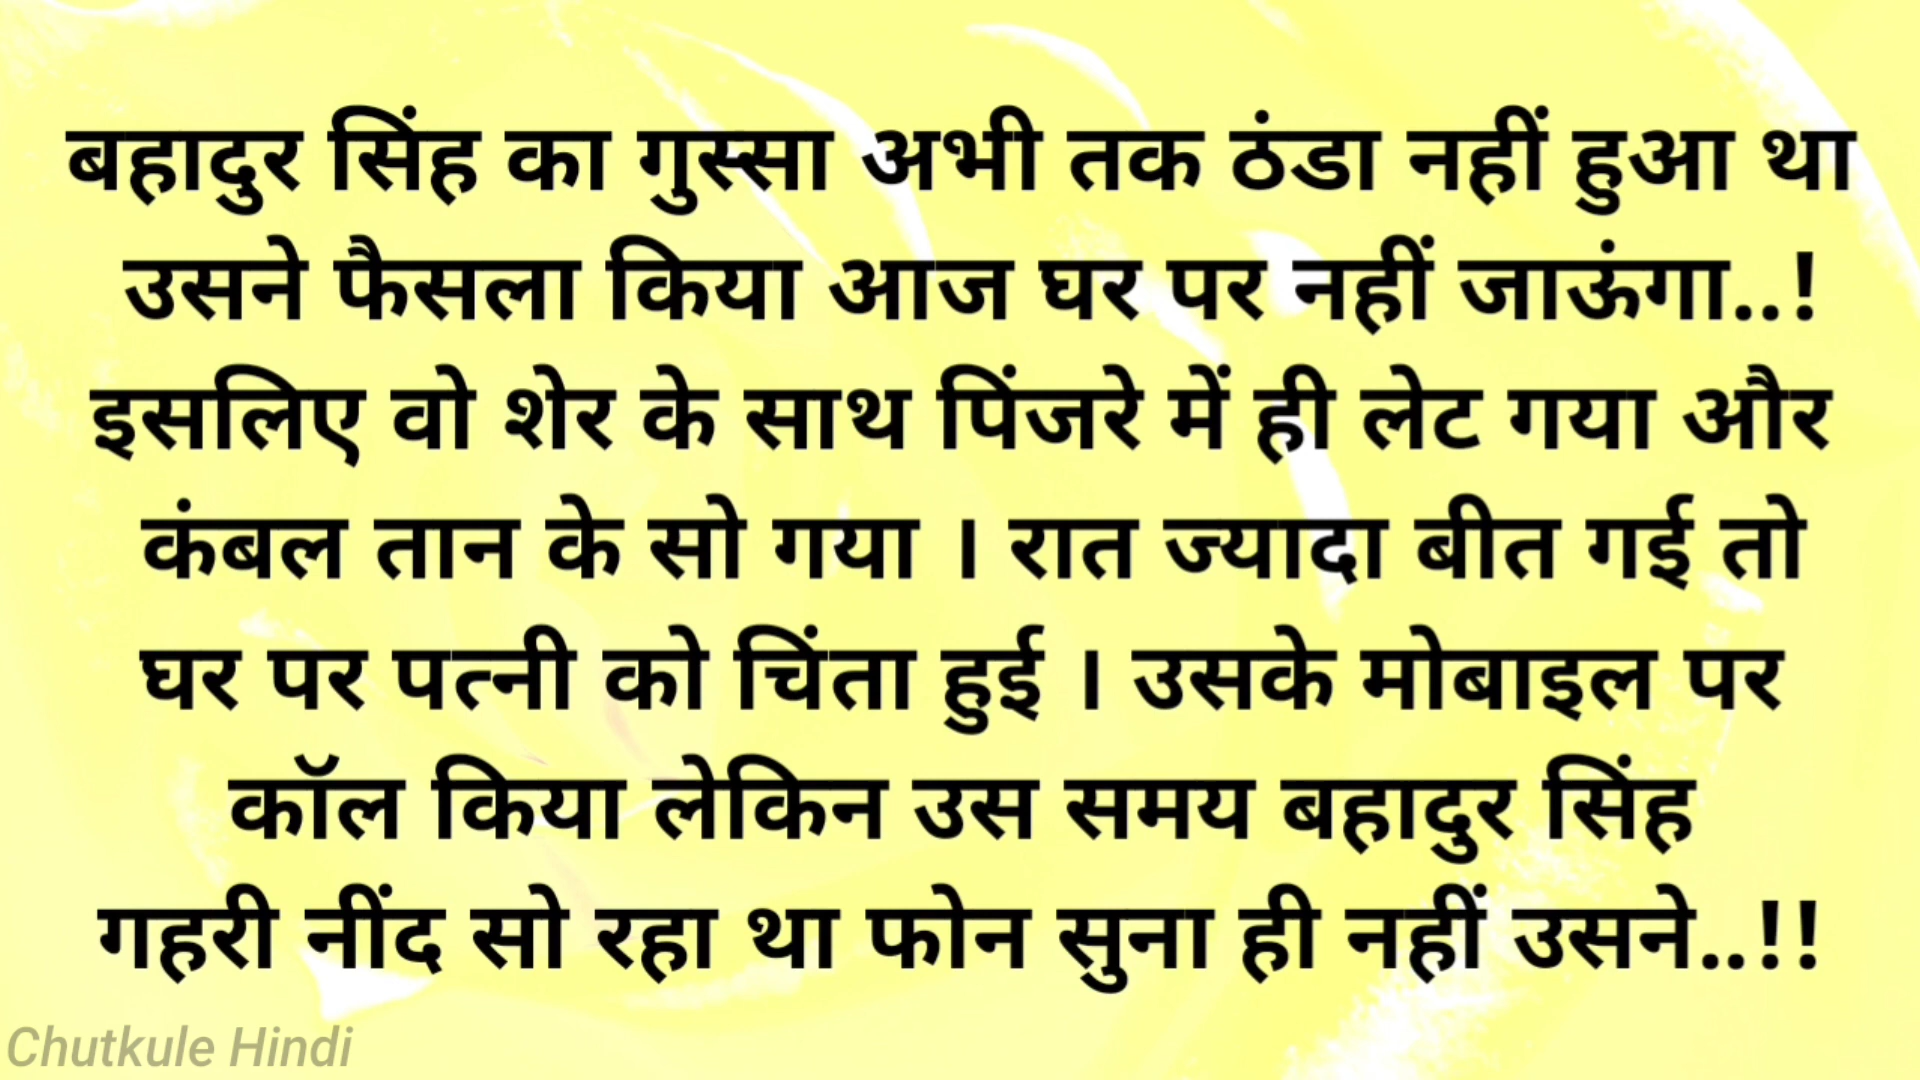 बहादुर सिंह का गुस्सा अभी तक ठंडा नहीं हुआ था
उसने फैसला किया आज घर पर नहीं जाऊंगा..!
इसलिए वो शेर के साथ पिंजरे में ही लेट गया और
कंबल तान के सो गया । रात ज्यादा बीत गई तो
घर पर पत्नी को चिंता हुई । उसके मोबाइल पर
कॉल किया लेकिन उस समय बहादुर सिंह
गहरी नींद सो रहा था फोन सुना ही नहीं उसने..!!
Chutkule Hindi